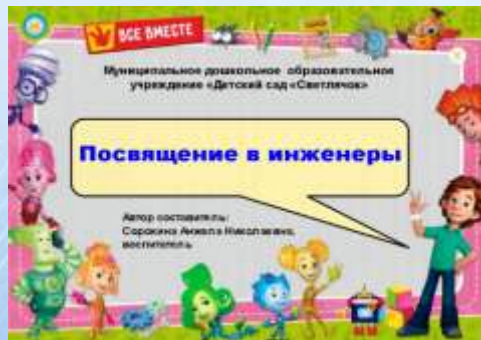 ВСЕ ВМЕСТЕ
Муниципальное дошкольное образовательное
учреждение «Детский сад «Светлячок»
Посвящение в инженеры
Автор составитель:
Сорокина Анжела Николаевна,
воспитатель